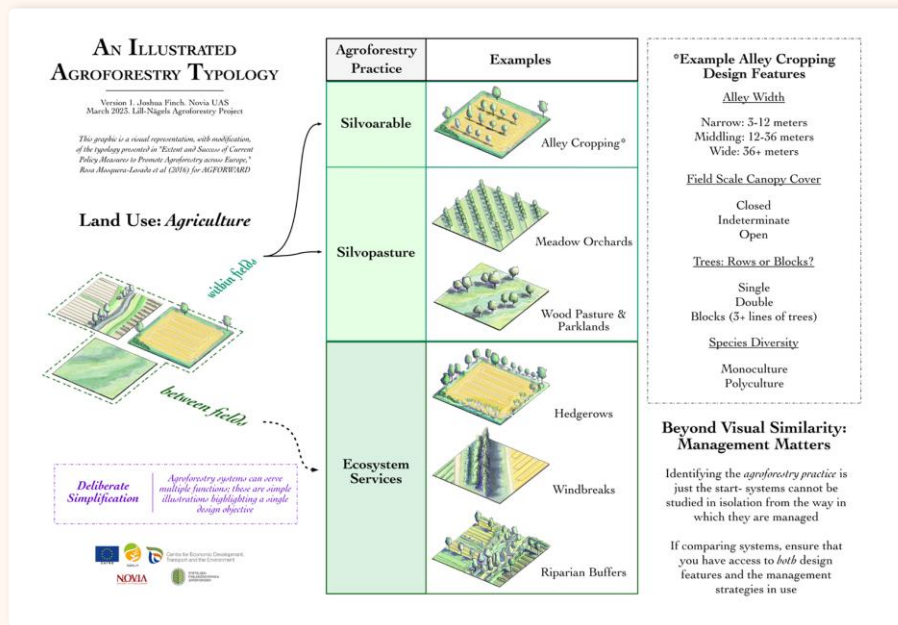 AN ILLUSTRATED
AGROFORESTRY TYPOLOGY
Version 1. Joshua Finch. Novia UAS
March 2023. Lill-Nägels Agroforestry Project
This graphic is a visual representation, with modification,
of the typology presented in "Extent and Success of Current
Policy Measures to Promote Agroforestry across Europe,"
Rosa Mosquera-Losada et al (2016) for AGFORWARD
Land Use: Agriculture
within fields
between fields
Deliberate
Simplification
Agroforestry systems can serve
multiple functions; these are simple
illustrations highlighting a single
design objective
Centre for Economic Development,
Transport and the Environment
NOVIA
Agroforestry
Practice
Examples
Silvoarable
Alley Cropping*
Silvopasture
Meadow Orchards
Wood Pasture &
Parklands
Ecosystem
Services
Hedgerows
Windbreaks
Riparian Buffers
*Example Alley Cropping
Design Features
Alley Width
Narrow: 3-12 meters
Middling: 12-36 meters
Wide: 36+ meters
Field Scale Canopy Cover
Closed
Indeterminate
Open
Trees: Rows or Blocks?
Single
Double
Blocks (3+ lines of trees)
Species Diversity
Monoculture
Polyculture
Beyond Visual Similarity:
Management Matters
Identifying the agroforestry practice is
just the start- systems cannot be
studied in isolation from the way in
which they are managed
If comparing systems, ensure that
you have access to both design
features and the management
strategies in use